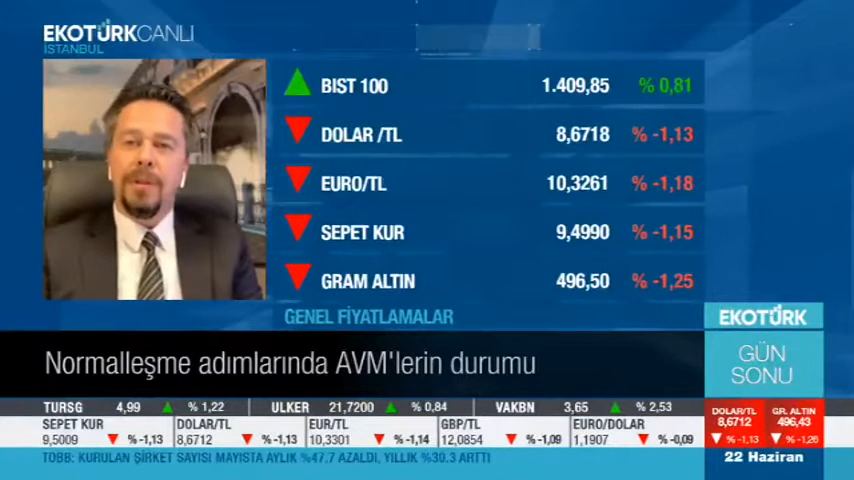 EKOTÜRK CANLI
İSTANBUL
BIST 100 1.409,85 % 0,81
DOLAR /TL 8,6718 % -1,13
EURO/TL 10,3261 % -1,18
SEPET KUR 9,4990 % -1,15
GRAM ALTIN 496,50 % -1,25
GENEL FİYATLAMALAR
EKOTÜRK
GÜN
SONU
Normalleşme adımlarında AVM'lerin durumu
TURSG 4,99 % 1,22 ULKER 21,7200 % 0,84 VAKBN 3,65 % 2,53
SEPET KUR DOLAR/TL EUR/TL GBP/TL EURO/DOLAR
9,5009 % -1,13 8,6712 % -1,13 10,3301 % -1,14 12,0854 % -1,09 1,1907 % -0,09
DOLAR/TL GR. ALTIN
8,6712 496,43
% -1,13 % -1,26
TOBB: KURULAN ŞİRKET SAYISI MAYISTA AYLIK %47.7 AZALDI, YILLIK %30.3 ARTTI
22 Haziran